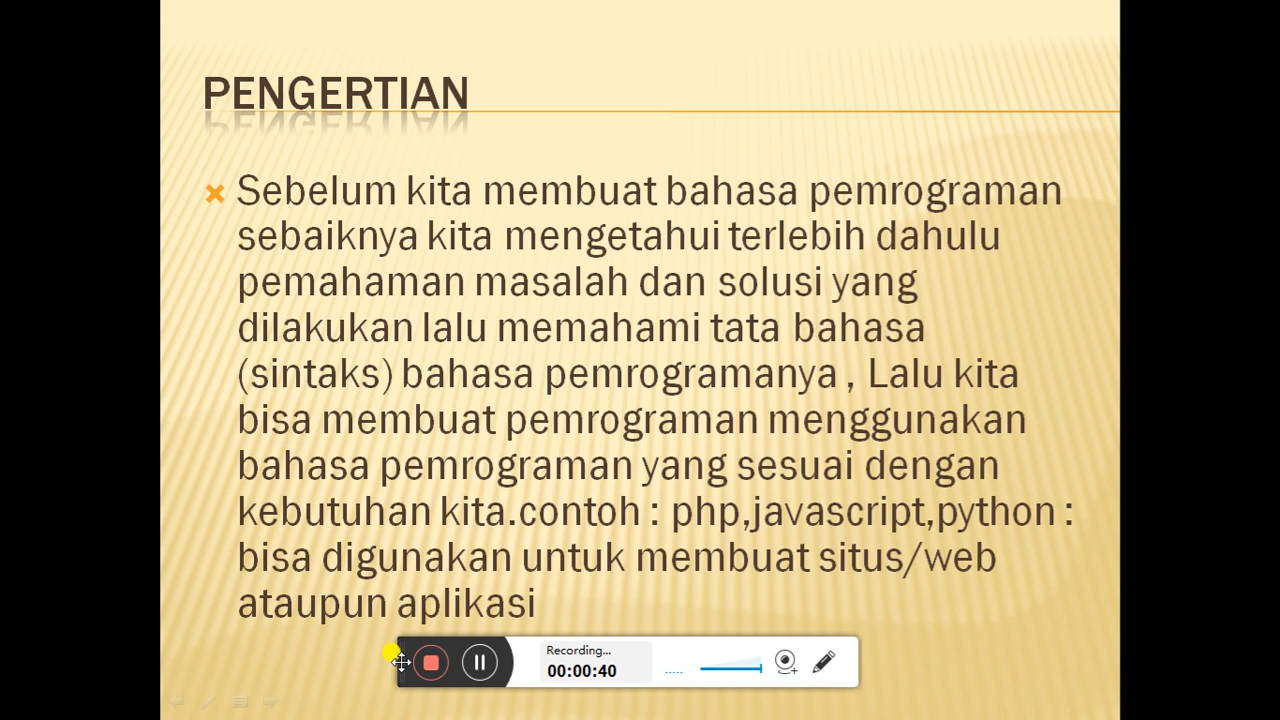 PENGERTIAN
Sebelum kita membuat bahasa pemrograman
sebaiknya kita mengetahui terlebih dahulu
pemahaman masalah dan solusi yang
dilakukan lalu memahami tata bahasa
(sintaks) bahasa pemrogramanya , Lalu kita
bisa membuat pemrograman menggunakan
bahasa pemrograman yang sesuai dengan
kebutuhan kita.contoh : php,javascript,python :
bisa digunakan untuk membuat situs/web
ataupun aplikasi
Recording...
00:00:40